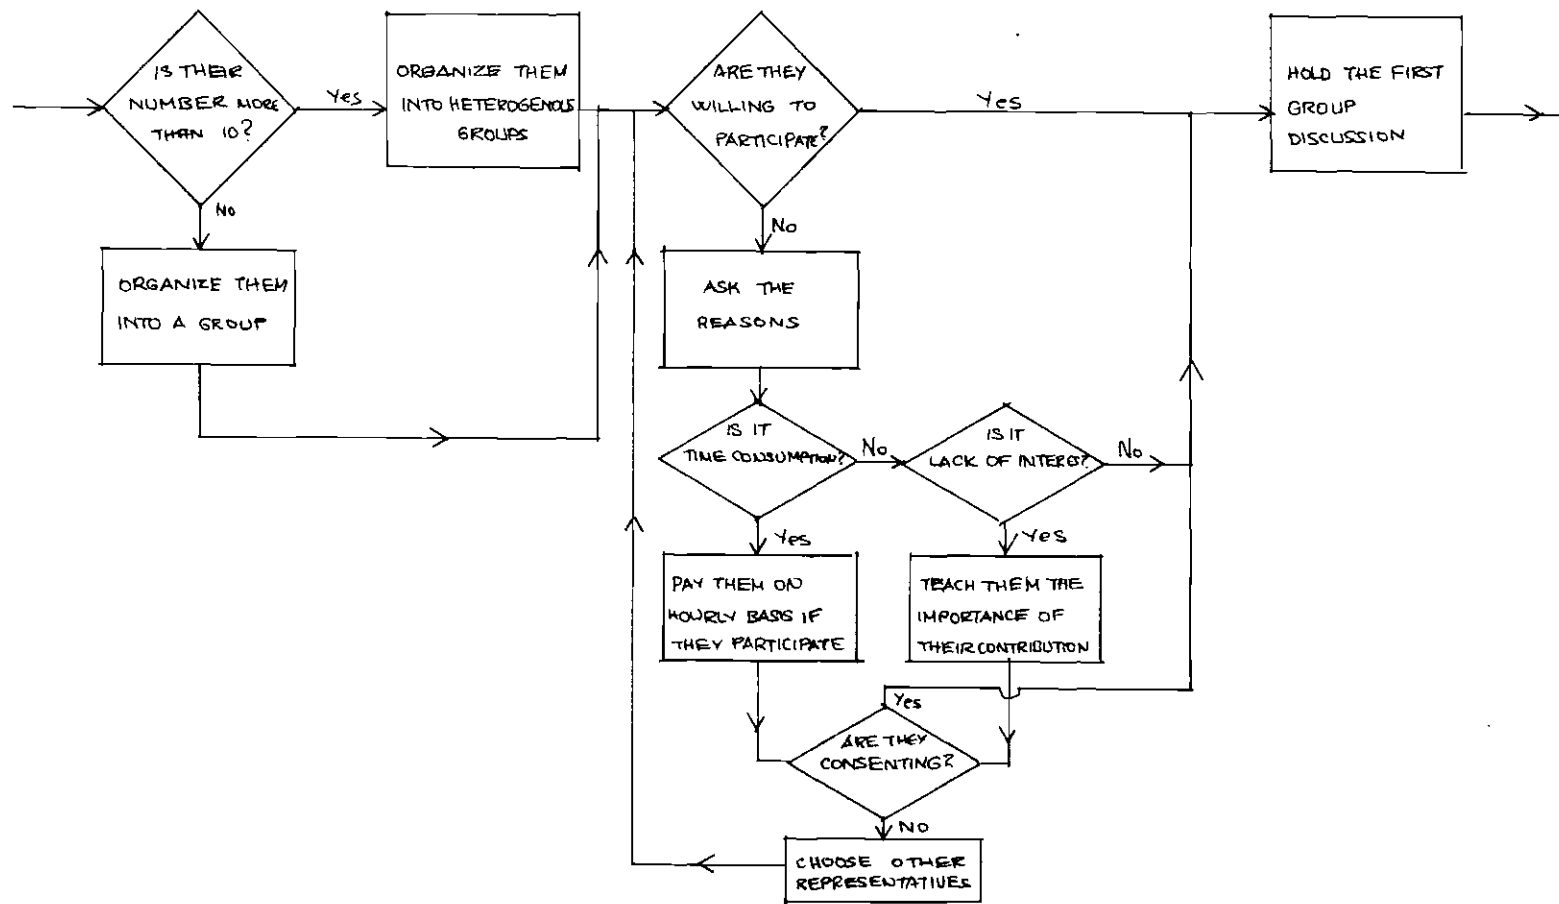 IS THEIR
NUMBER MORE
THAN 10?
Yes
No
ORGANIZE THEM
INTO HETEROGENOUS
GROUPS
ORGANIZE THEM
INTO A GROUP
ARE THEY
WILLING TO
PARTICIPATE?
Yes
No
HOLD THE FIRST
GROUP
DISCUSSION
ASK THE
REASONS
IS IT
TIME CONSUMPTION?
No
Yes
IS IT
LACK OF INTEREST?
No
Yes
PAY THEM ON
HOURLY BASIS IF
THEY PARTICIPATE
TEACH THEM THE
IMPORTANCE OF
THEIR CONTRIBUTION
Yes
ARE THEY
CONSENTING?
NO
CHOOSE OTHER
REPRESENTATIVES